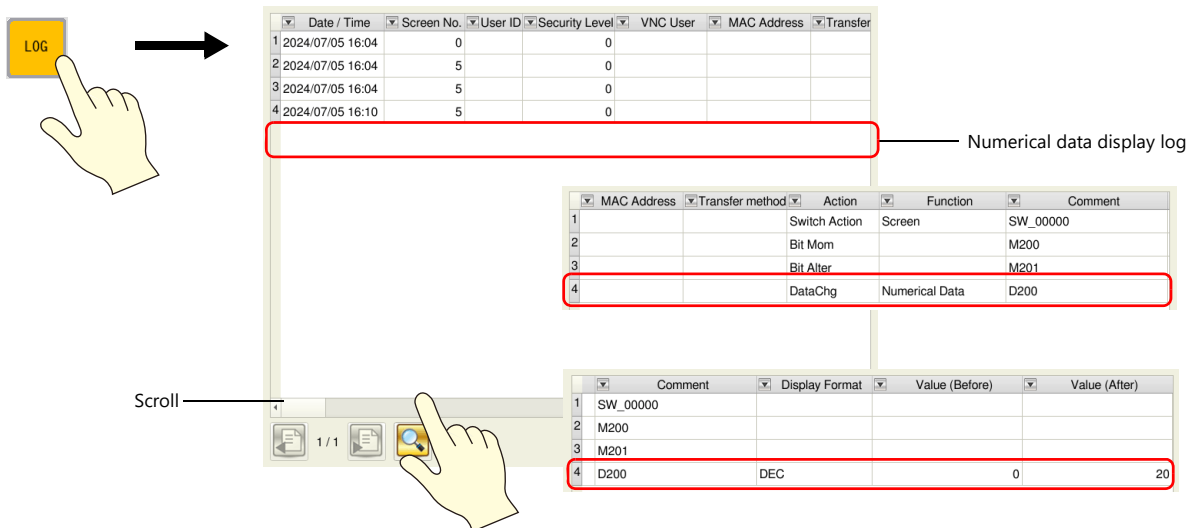 LOG
Date / Time Screen No. User ID Security Level VNC User MAC Address Transfer
1 2024/07/05 16:04 0 0
2 2024/07/05 16:04 5 0
3 2024/07/05 16:04 5 0
4 2024/07/05 16:10 5 0
Numerical data display log
MAC Address Transfer method Action Function Comment
1 Switch Action Screen SW_00000
2 Bit Mom M200
3 Bit Alter M201
4 DataChg Numerical Data D200
Comment Display Format Value (Before) Value (After)
1 SW_00000
2 M200
3 M201
4 D200 DEC 0 20
Scroll
1 / 1